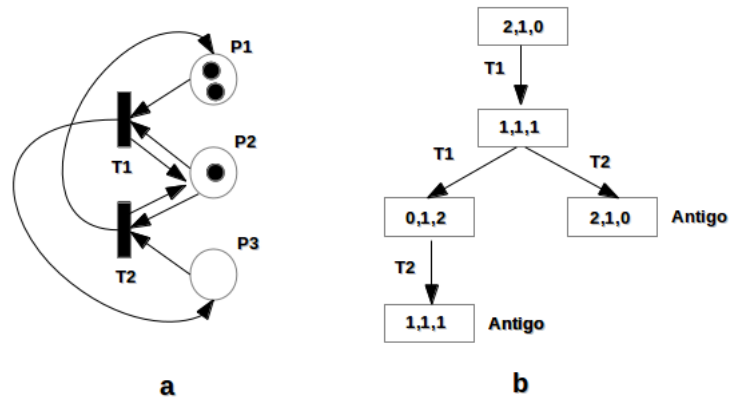 P1
P2
T1
P3
T2
a
2,1,0
T1
1,1,1
T1
T2
0,1,2
2,1,0 Antigo
T2
1,1,1 Antigo
b